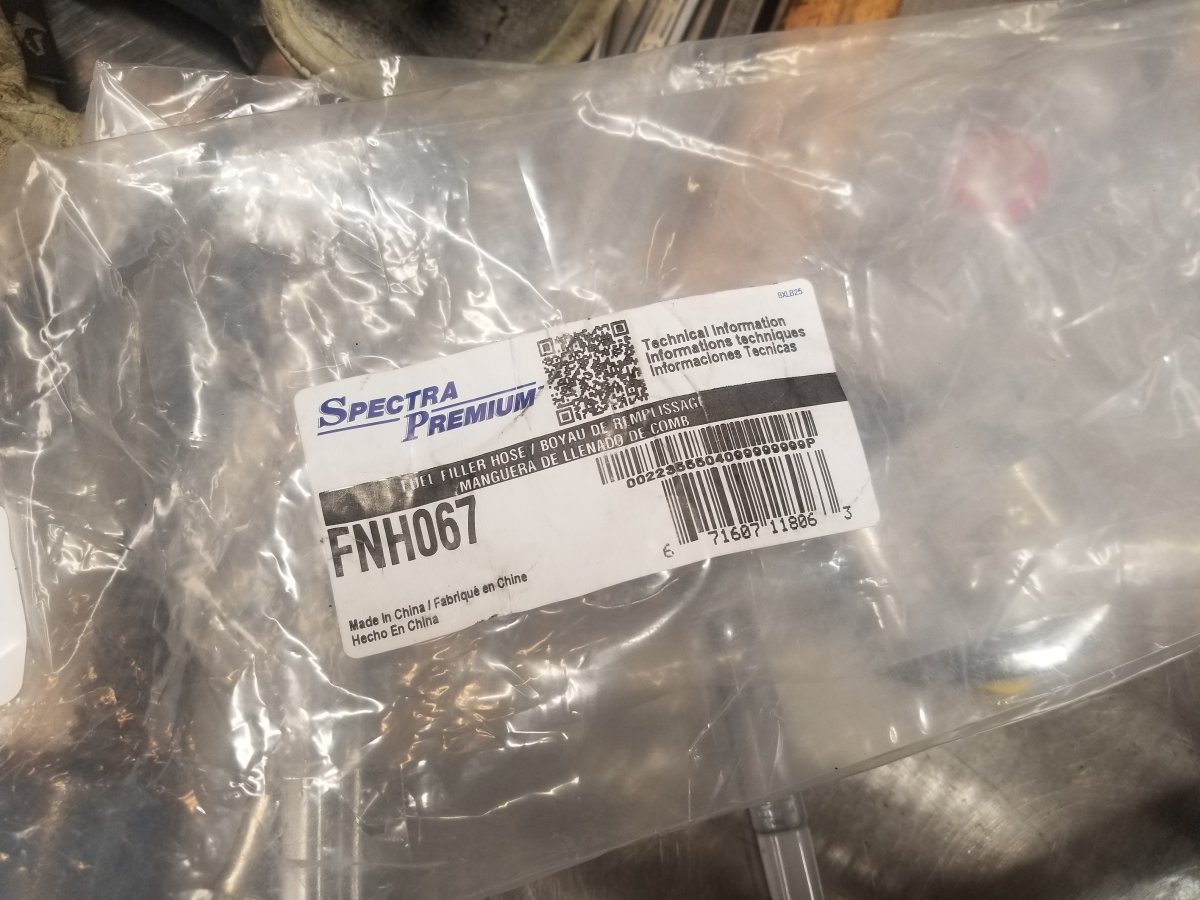 BXLB25
Technical Information
Informations techniques
Informaciones Tecnicas
SPECTRA
PREMIUM
FUEL FILLER HOSE / BOYAU DE REMPLISSAGE
MANGUERA DE LLENADO DE COMB
FNH067
6 71607 11806 3
Made in China / Fabriqué en Chine
Hecho En China